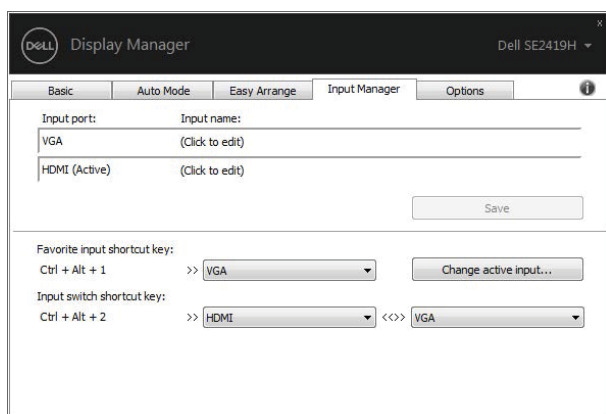 DELL Display Manager Dell SE2419H
x
Basic Auto Mode Easy Arrange Input Manager Options i
Input port: Input name:
VGA (Click to edit)
HDMI (Active) (Click to edit)
Save
Favorite input shortcut key:
Ctrl + Alt + 1 >> VGA Change active input...
Input switch shortcut key:
Ctrl + Alt + 2 >> HDMI <<>> VGA